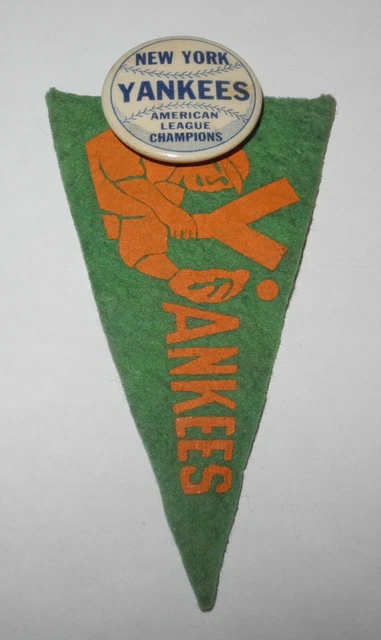 NEW YORK
YANKEES
AMERICAN
LEAGUE
CHAMPIONS
YANKEES